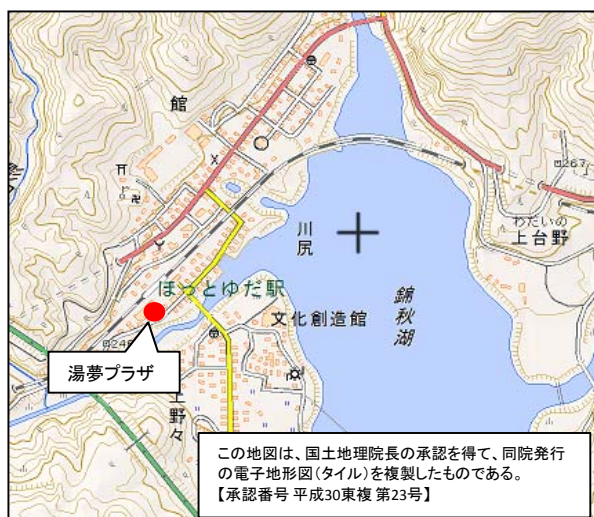 館
267
わだいの
上台野
川尻
錦秋湖
ほっとゆだ駅
文化創造館
湯夢プラザ
上野々
この地図は、国土地理院長の承認を得て、同院発行
の電子地形図(タイル)を複製したものである。
【承認番号 平成30東複 第23号】